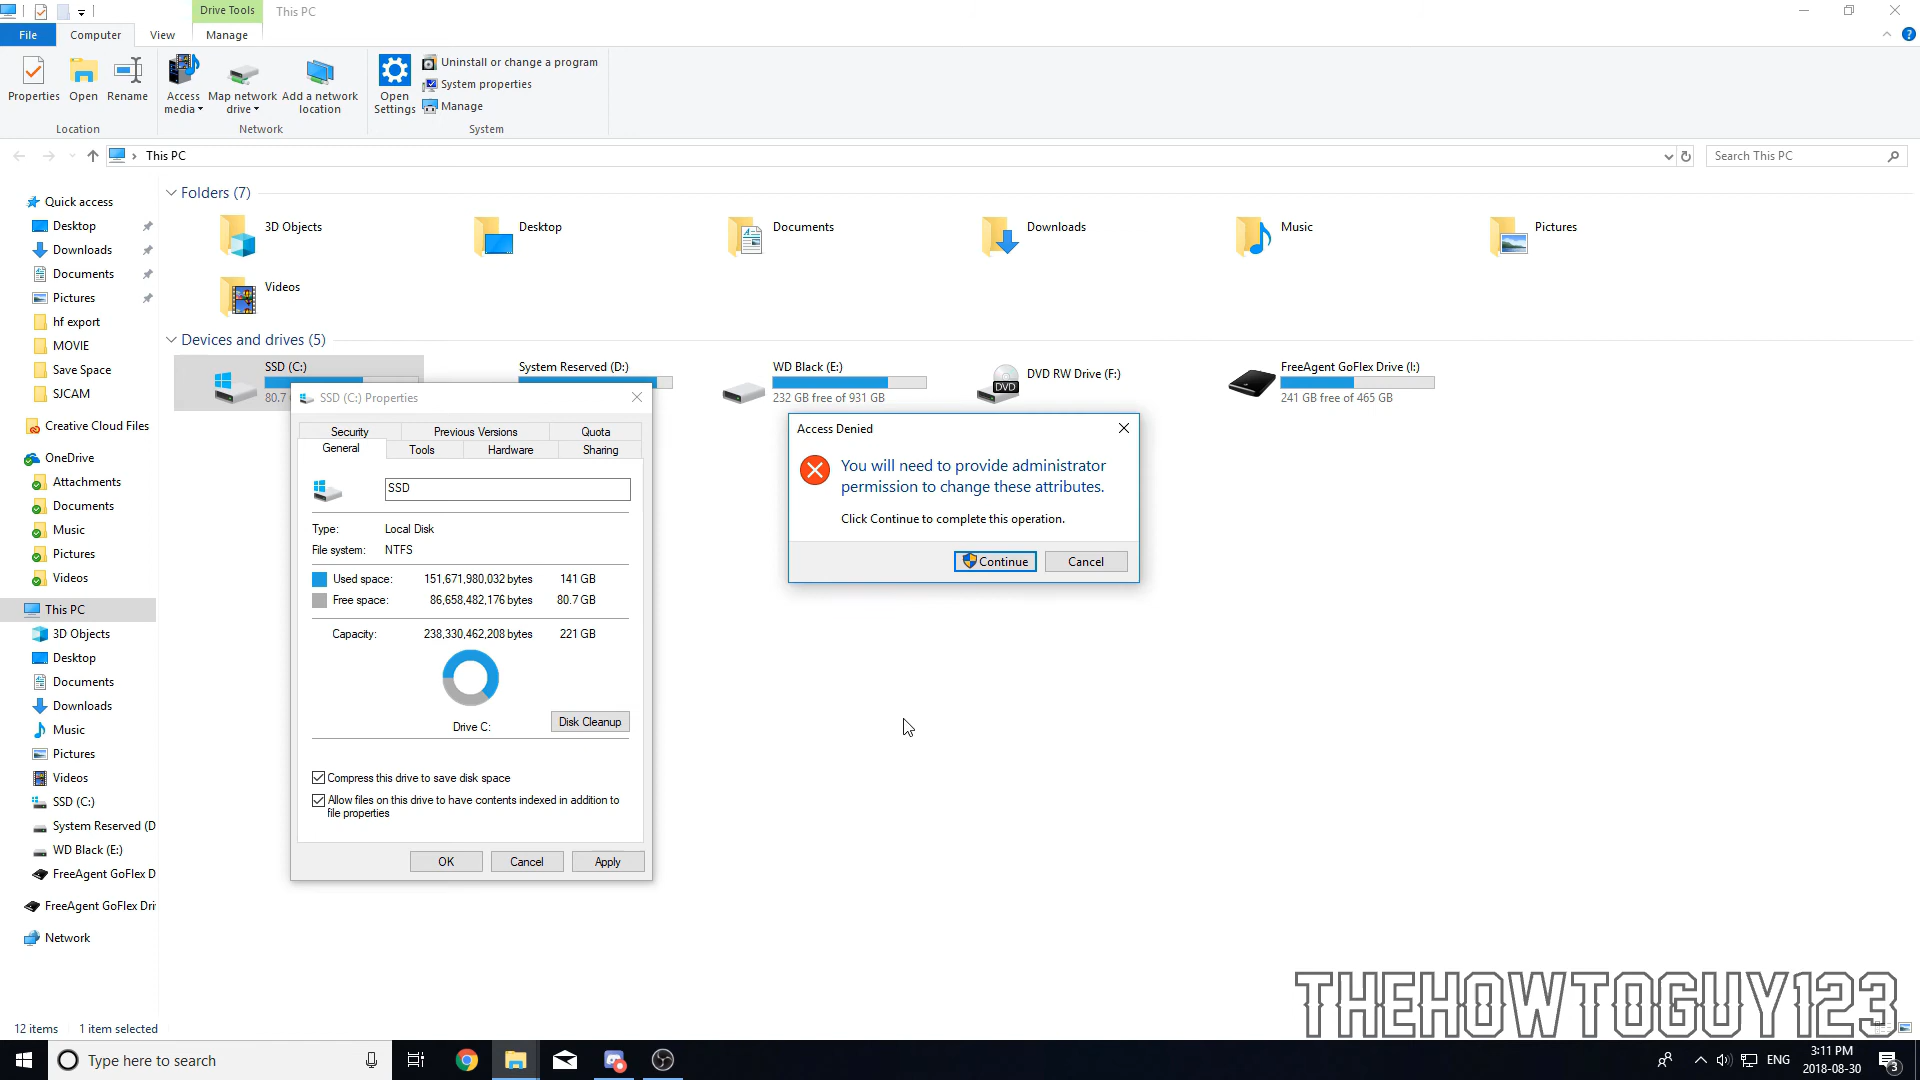 Drive Tools
This PC
File
Computer
View
Manage
Properties
Open
Rename
Access media
Map network drive
Add a network location
Open Settings
Uninstall or change a program
System properties
Manage
Location
Network
System
This PC
Search This PC
Quick access
Desktop
Downloads
Documents
Pictures
hf export
MOVIE
Save Space
SJCAM
Creative Cloud Files
OneDrive
Attachments
Documents
Music
Pictures
Videos
This PC
3D Objects
Desktop
Documents
Downloads
Music
Pictures
Videos
SSD (C:)
System Reserved (D
WD Black (E:)
FreeAgent GoFlex D
FreeAgent GoFlex Dri
Network
Folders (7)
3D Objects
Desktop
Documents
Downloads
Music
Pictures
Videos
Devices and drives (5)
SSD (C:)
80.7
System Reserved (D:)
WD Black (E:)
232 GB free of 931 GB
DVD
DVD RW Drive (F:)
FreeAgent GoFlex Drive (I:)
241 GB free of 465 GB
SSD (C:) Properties
Security
Previous Versions
Quota
General
Tools
Hardware
Sharing
SSD
Type: Local Disk
File system: NTFS
Used space: 151,671,980,032 bytes 141 GB
Free space: 86,658,482,176 bytes 80.7 GB
Capacity: 238,330,462,208 bytes 221 GB
Drive C:
Disk Cleanup
Compress this drive to save disk space
Allow files on this drive to have contents indexed in addition to
file properties
OK
Cancel
Apply
Access Denied
You will need to provide administrator
permission to change these attributes.
Click Continue to complete this operation.
Continue
Cancel
THEHOWTOGUY123
12 items
1 item selected
Type here to search
ENG
3:11 PM
2018-08-30
3